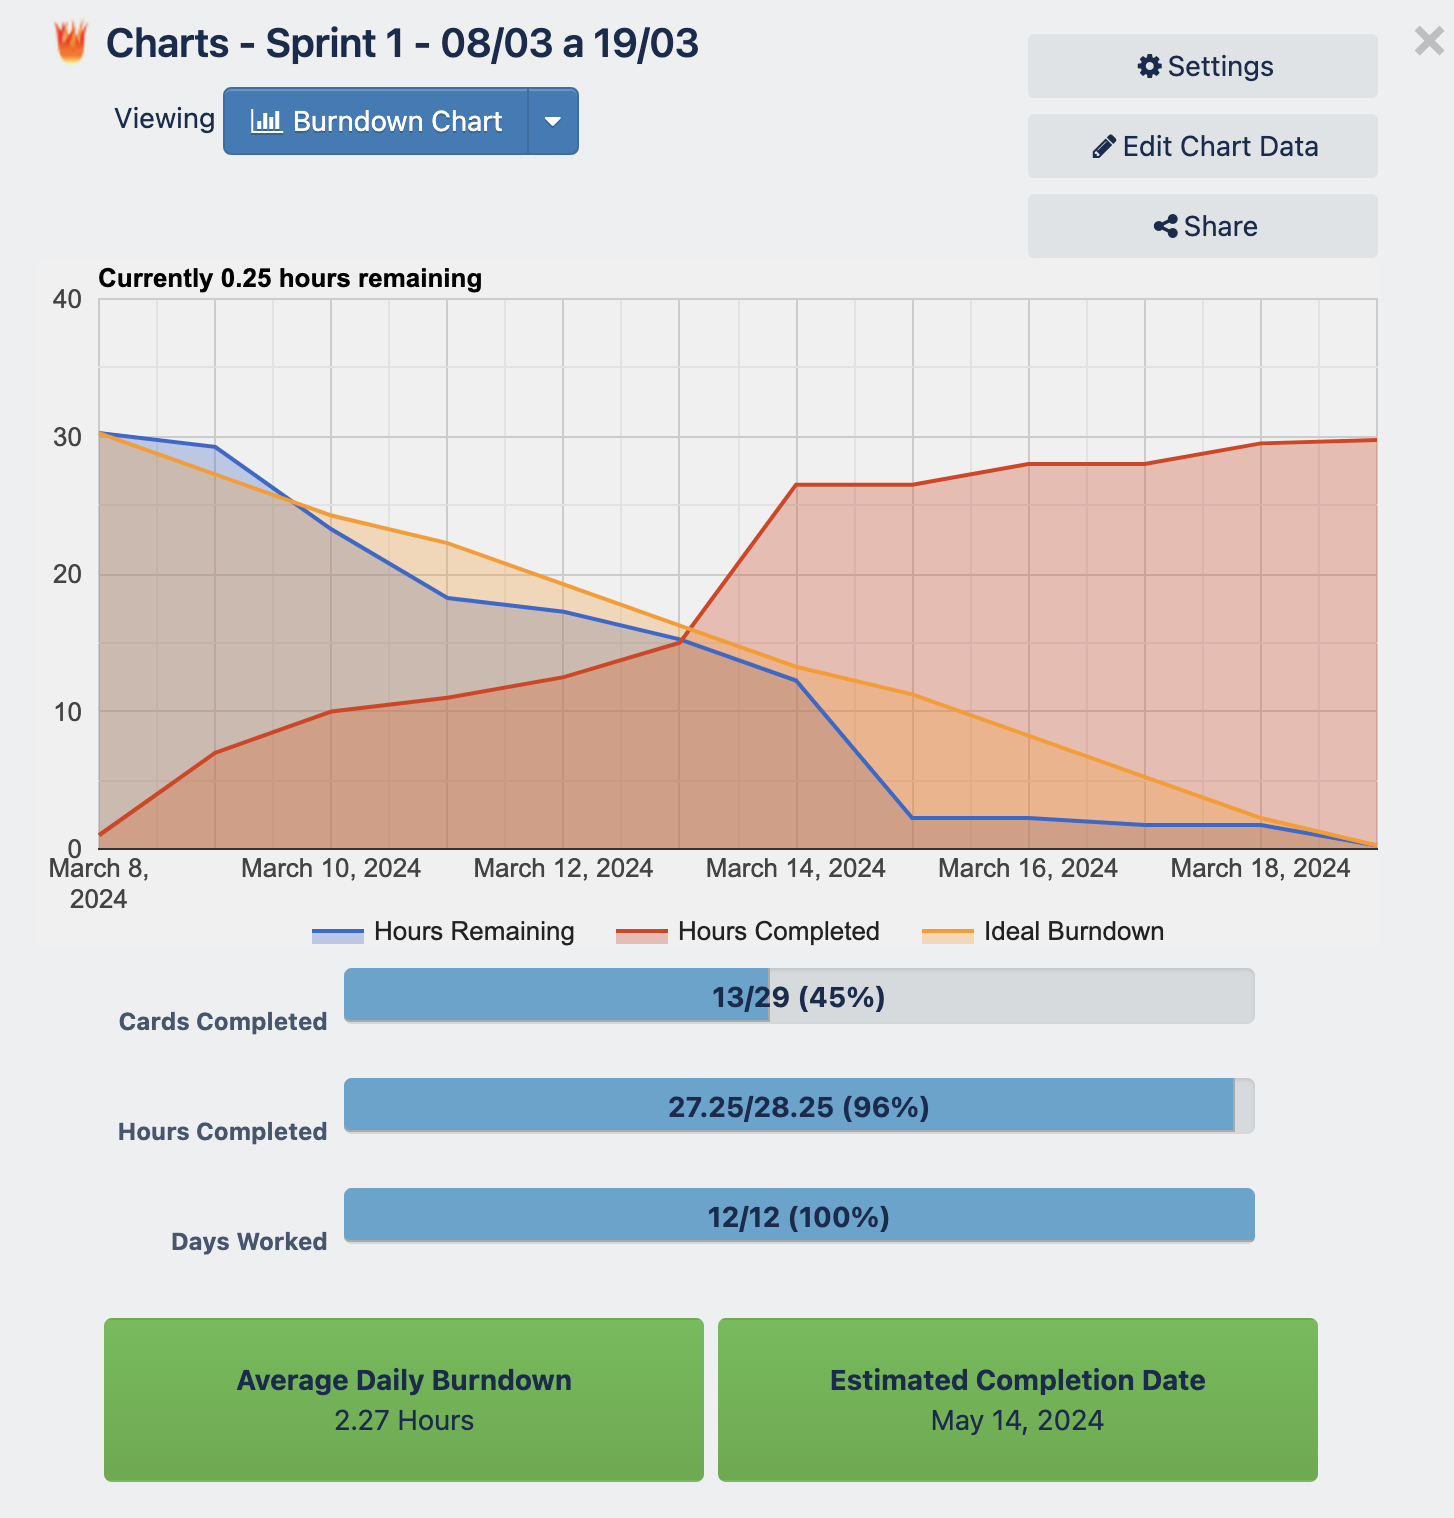 Charts - Sprint 1 - 08/03 a 19/03
Settings
Viewing
Burndown Chart
Edit Chart Data
Share
Currently 0.25 hours remaining
40
30
20
10
0
March 8, 2024
March 10, 2024
March 12, 2024
March 14, 2024
March 16, 2024
March 18, 2024
Hours Remaining
Hours Completed
Ideal Burndown
Cards Completed
13/29 (45%)
Hours Completed
27.25/28.25 (96%)
Days Worked
12/12 (100%)
Average Daily Burndown
2.27 Hours
Estimated Completion Date
May 14, 2024